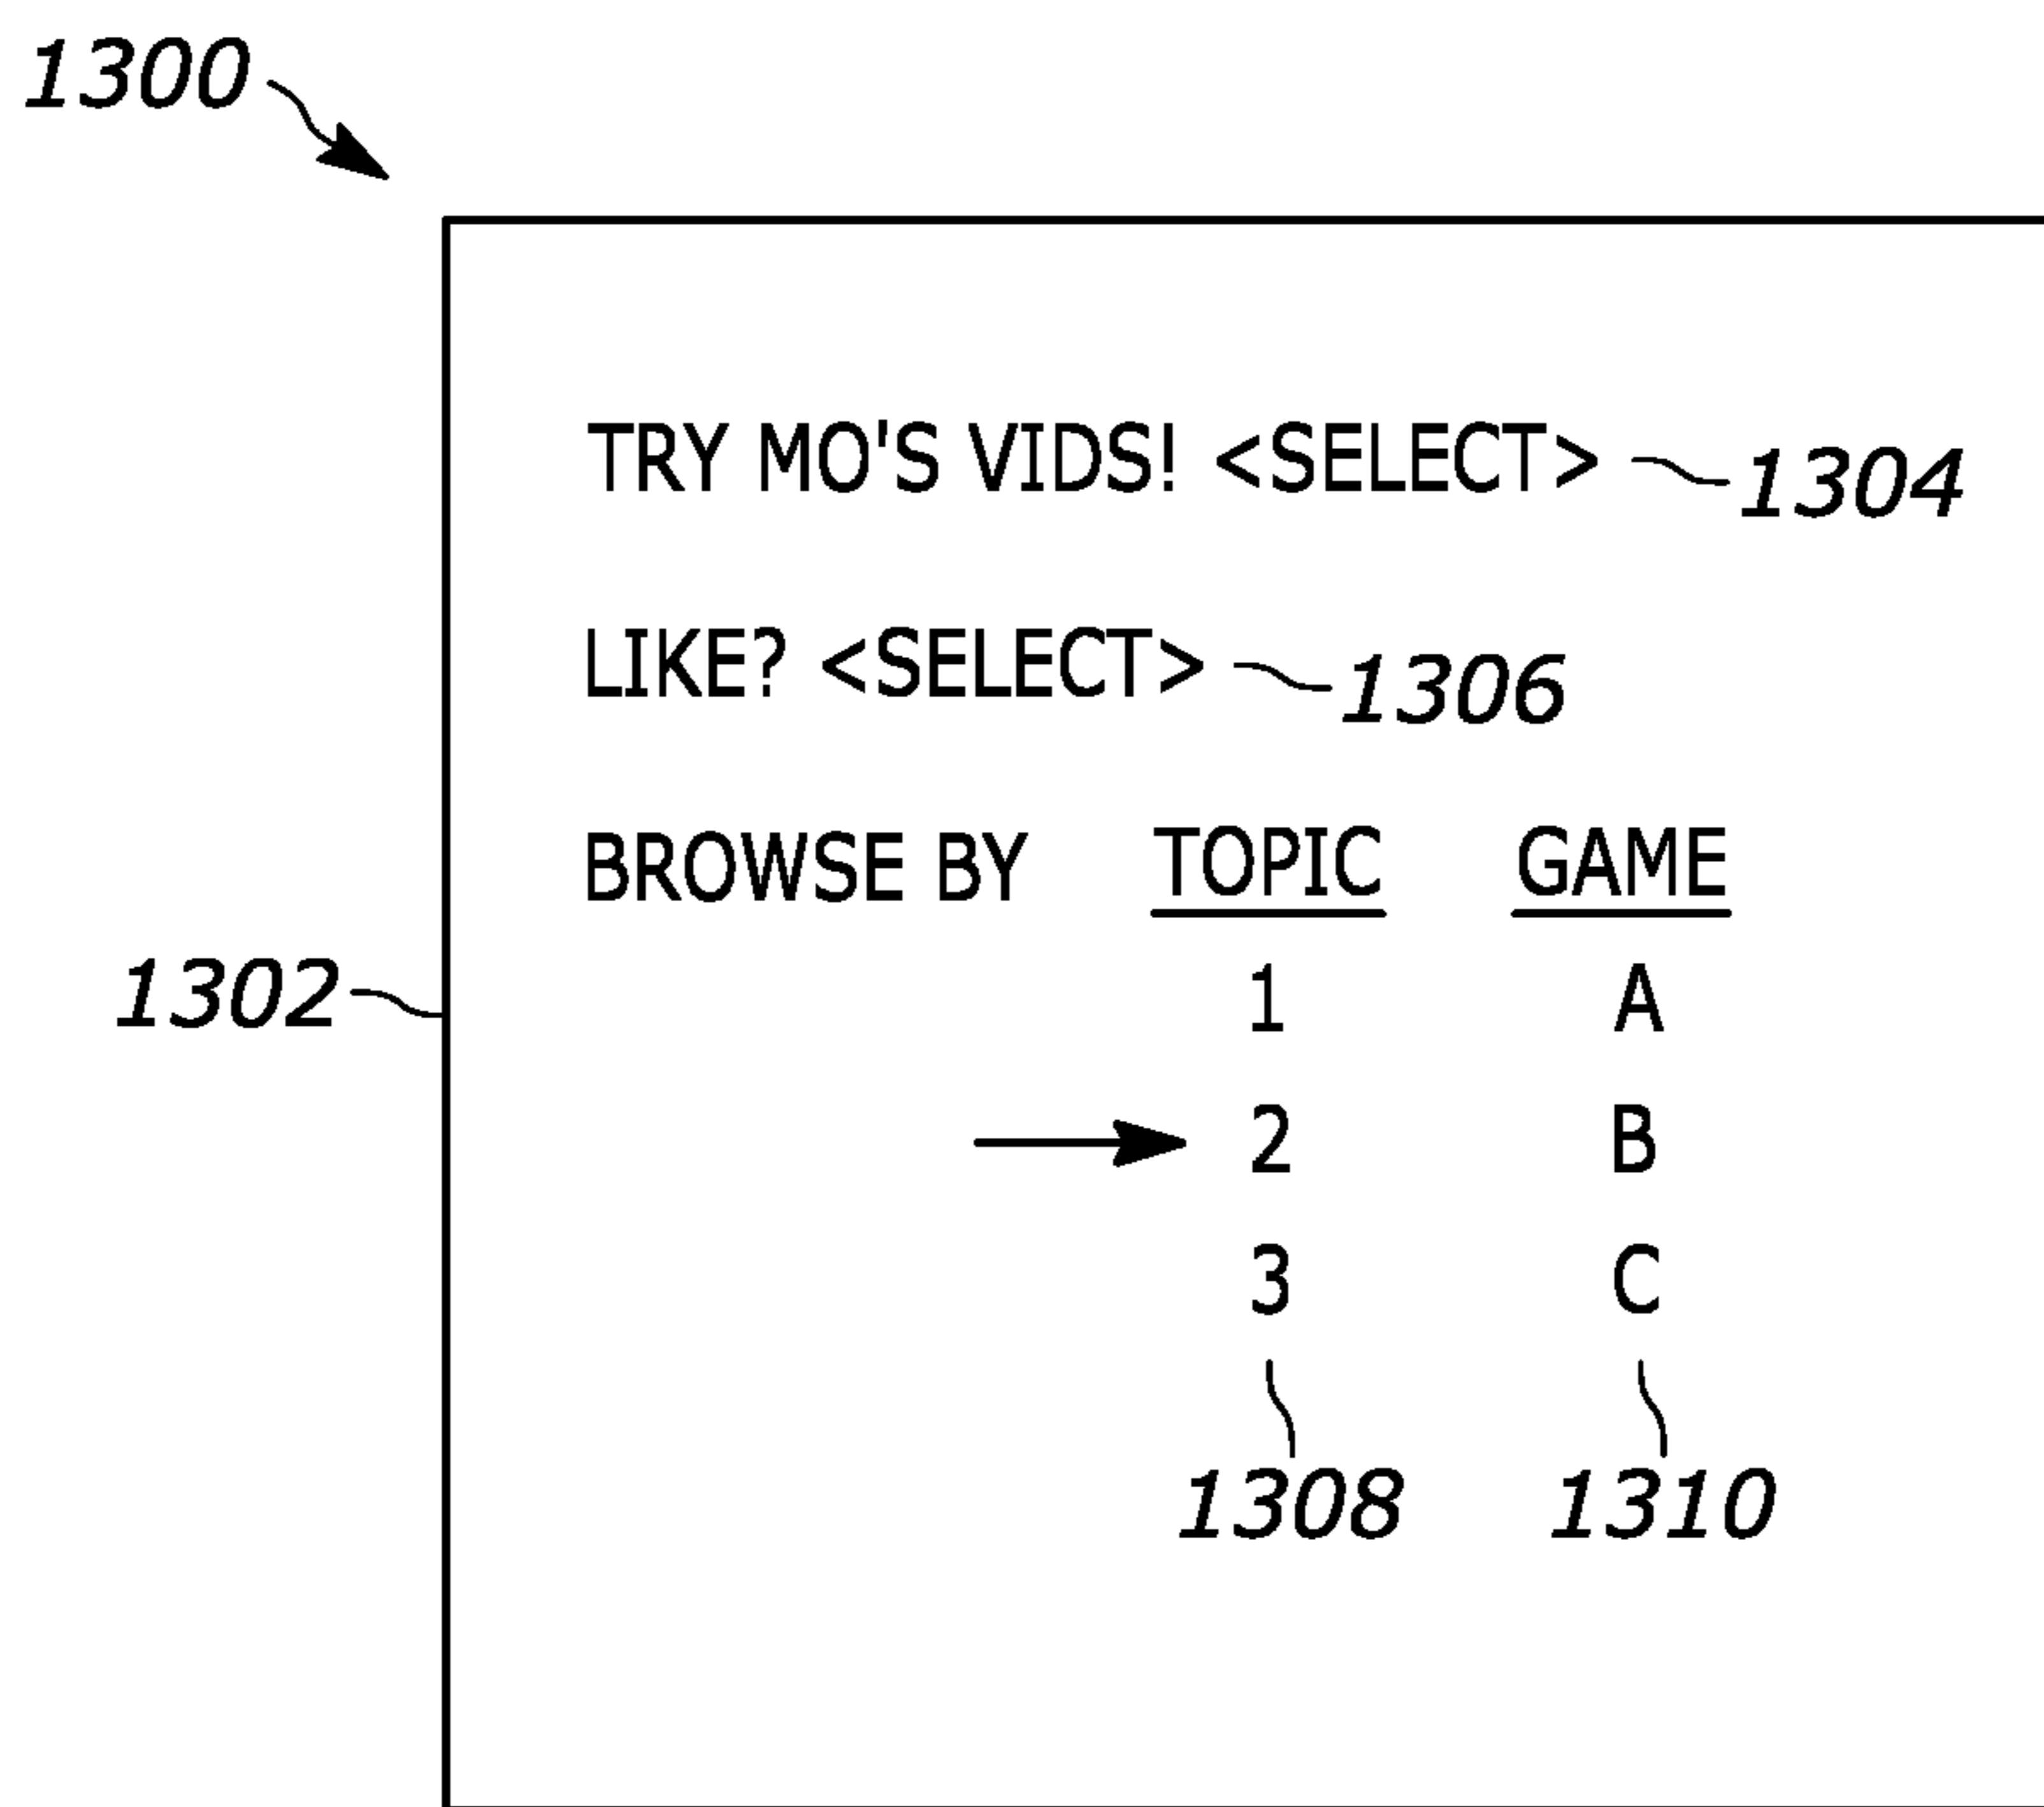 1300
TRY MO'S VIDS! <SELECT> 1304
LIKE? <SELECT> 1306
BROWSE BY TOPIC GAME
1302 1 A
2 B
3 C
1308 1310